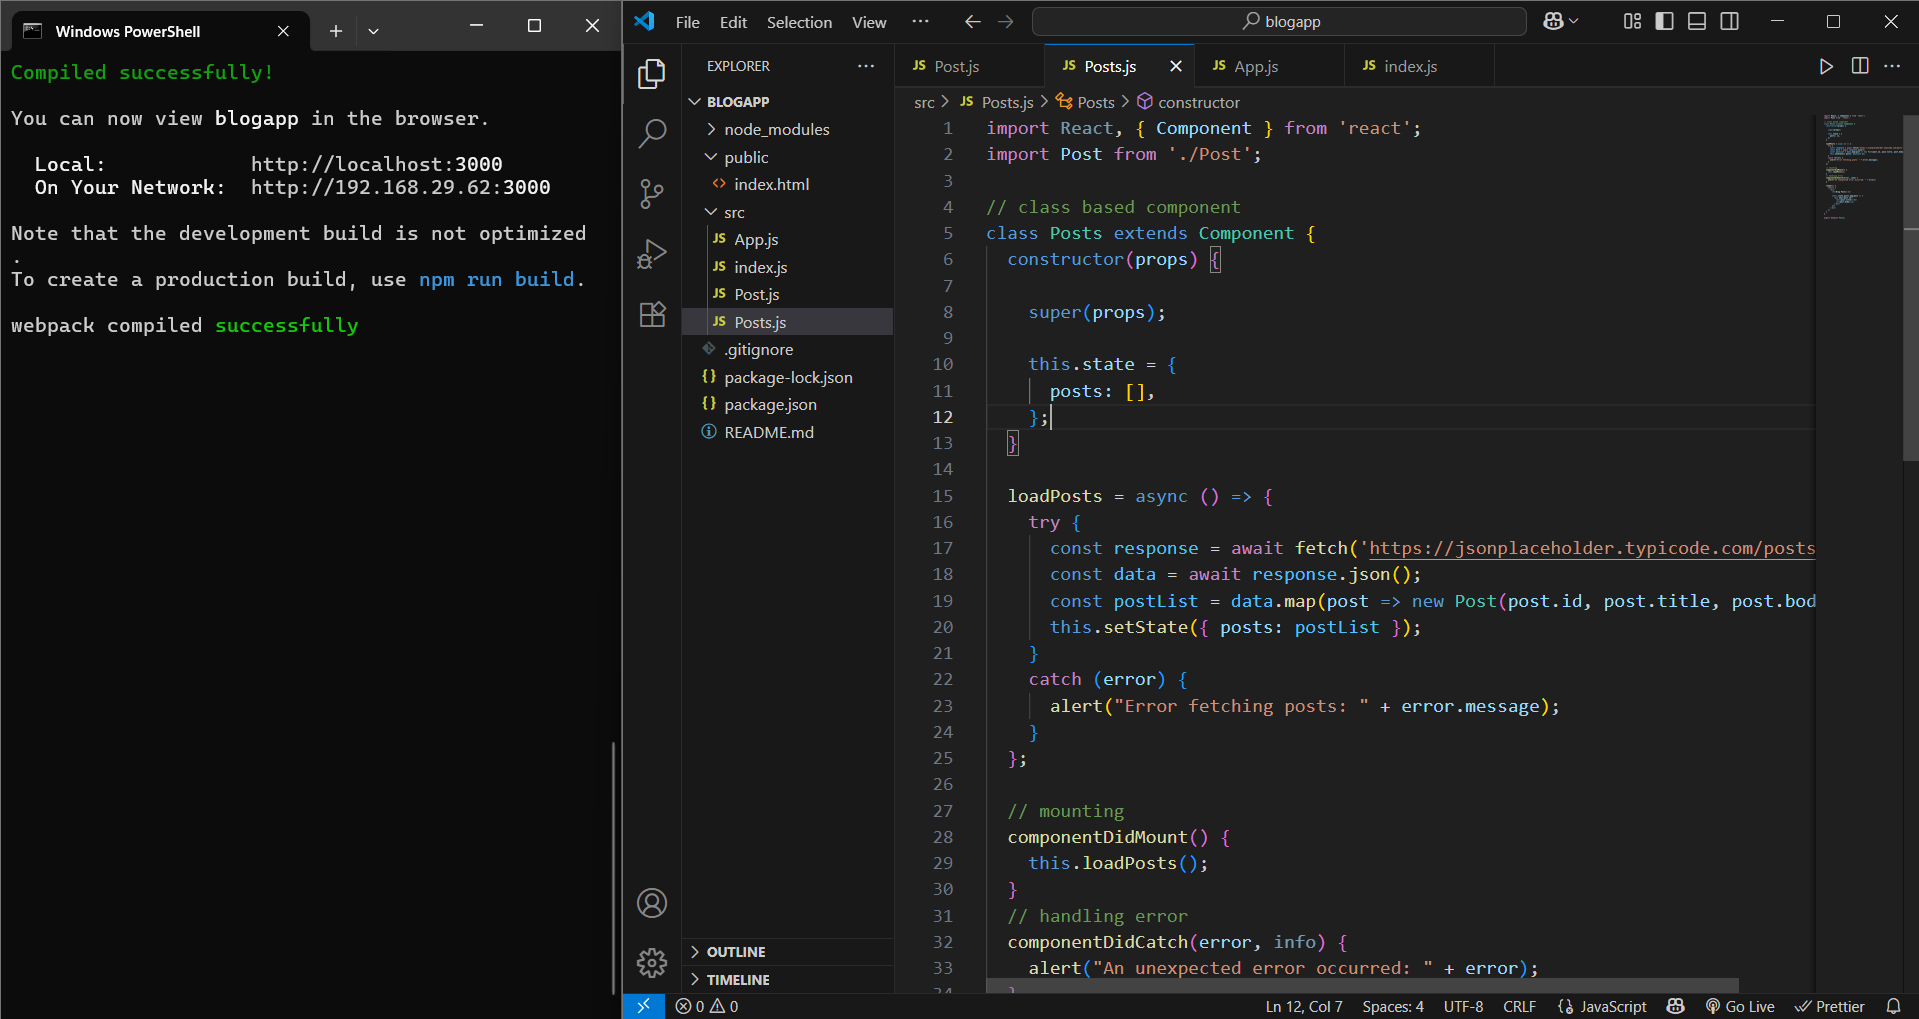 Windows PowerShell
Compiled successfully!
You can now view blogapp in the browser.
Local: http://localhost:3000
On Your Network: http://192.168.29.62:3000
Note that the development build is not optimized
.
To create a production build, use npm run build.
webpack compiled successfully
File Edit Selection View ··· blogapp
EXPLORER ···
BLOGAPP
node_modules
public
<> index.html
src
JS App.js
JS index.js
JS Post.js
JS Posts.js
.gitignore
{} package-lock.json
{} package.json
README.md
OUTLINE
TIMELINE
JS Post.js JS Posts.js JS App.js JS index.js
src > JS Posts.js > Posts > constructor
1 import React, { Component } from 'react';
2 import Post from './Post';
3
4 // class based component
5 class Posts extends Component {
6 constructor(props) {
7
8 super(props);
9
10 this.state = {
11 posts: [],
12 };
13 }
14
15 loadPosts = async () => {
16 try {
17 const response = await fetch('https://jsonplaceholder.typicode.com/posts
18 const data = await response.json();
19 const postList = data.map(post => new Post(post.id, post.title, post.bod
20 this.setState({ posts: postList });
21 }
22 catch (error) {
23 alert("Error fetching posts: " + error.message);
24 }
25 };
26
27 // mounting
28 componentDidMount() {
29 this.loadPosts();
30 }
31 // handling error
32 componentDidCatch(error, info) {
33 alert("An unexpected error occurred: " + error);
34 }
0 0 Ln 12, Col 7 Spaces: 4 UTF-8 CRLF {} JavaScript Go Live Prettier